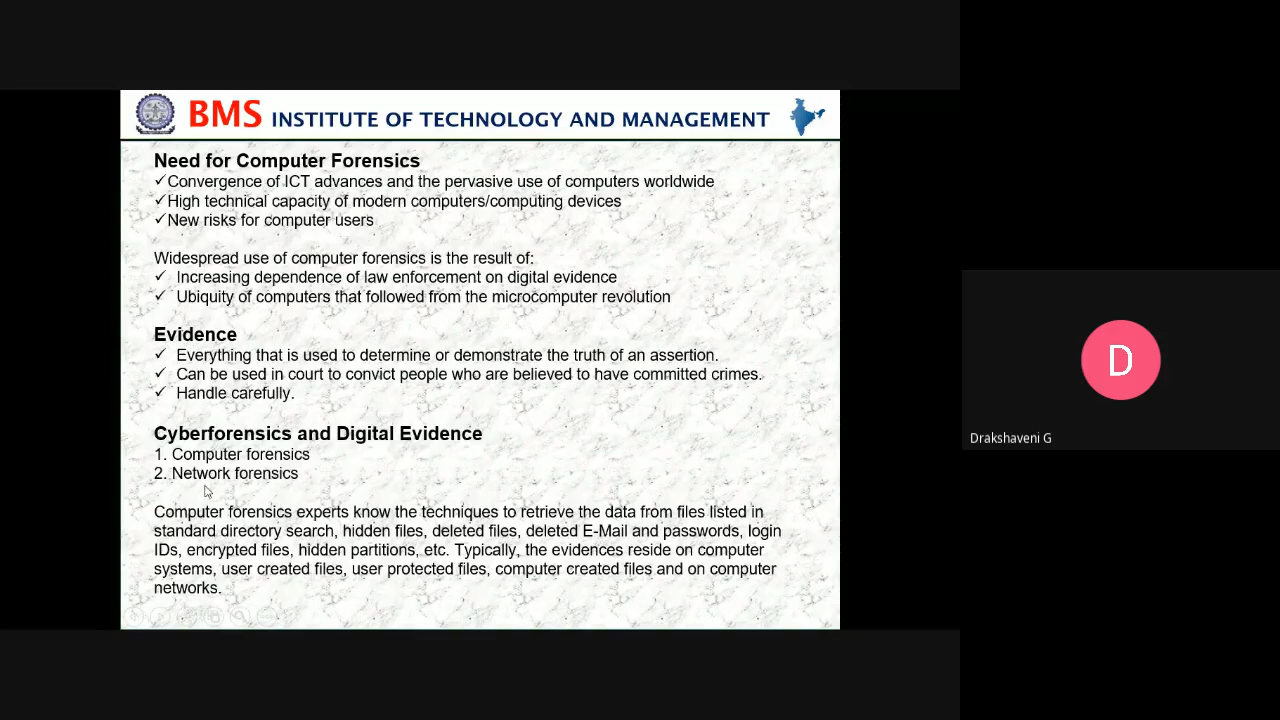 BMS INSTITUTE OF TECHNOLOGY AND MANAGEMENT
Need for Computer Forensics
✓Convergence of ICT advances and the pervasive use of computers worldwide
✓High technical capacity of modern computers/computing devices
✓New risks for computer users
Widespread use of computer forensics is the result of:
✓ Increasing dependence of law enforcement on digital evidence
✓ Ubiquity of computers that followed from the microcomputer revolution
Evidence
✓ Everything that is used to determine or demonstrate the truth of an assertion.
✓ Can be used in court to convict people who are believed to have committed crimes.
✓ Handle carefully.
Cyberforensics and Digital Evidence
1. Computer forensics
2. Network forensics
Computer forensics experts know the techniques to retrieve the data from files listed in
standard directory search, hidden files, deleted files, deleted E-Mail and passwords, login
IDs, encrypted files, hidden partitions, etc. Typically, the evidences reside on computer
systems, user created files, user protected files, computer created files and on computer
networks.
D
Drakshaveni G